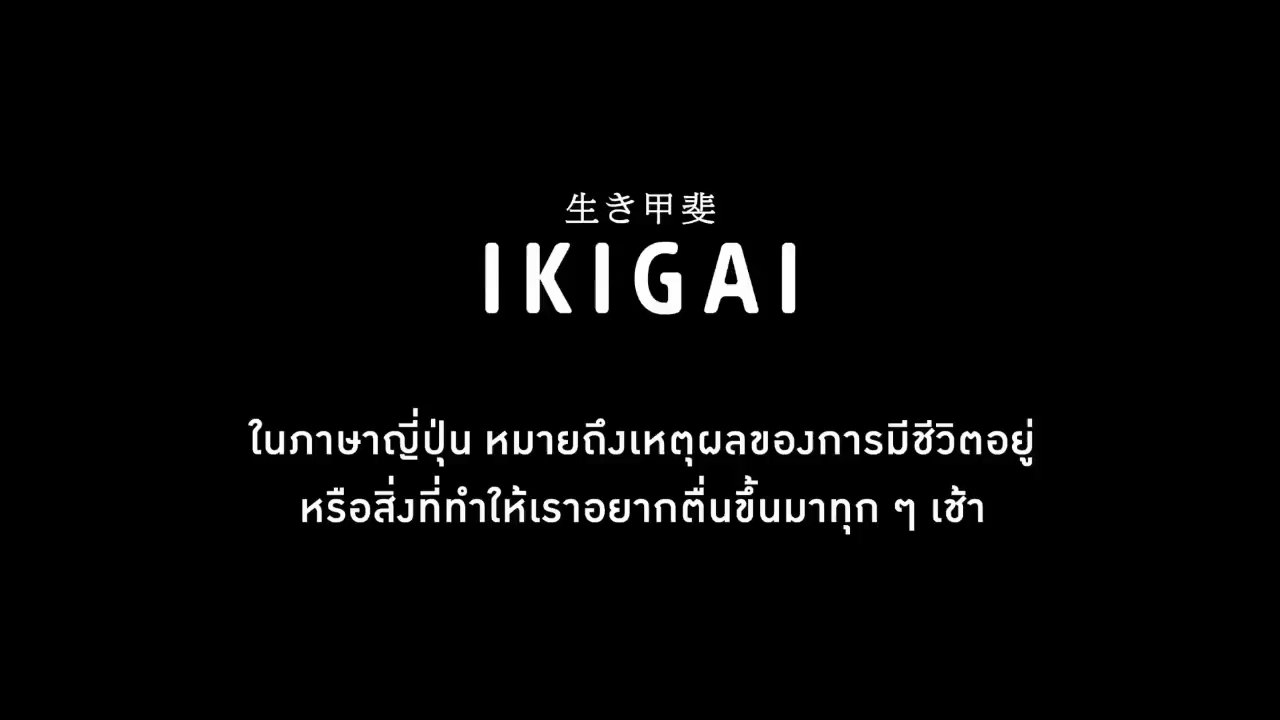 生き甲斐
IKIGAI
ในภาษาญี่ปุ่น หมายถึงเหตุผลของการมีชีวิตอยู่
หรือสิ่งที่ทำให้เราอยากตื่นขึ้นมาทุก ๆ เช้า